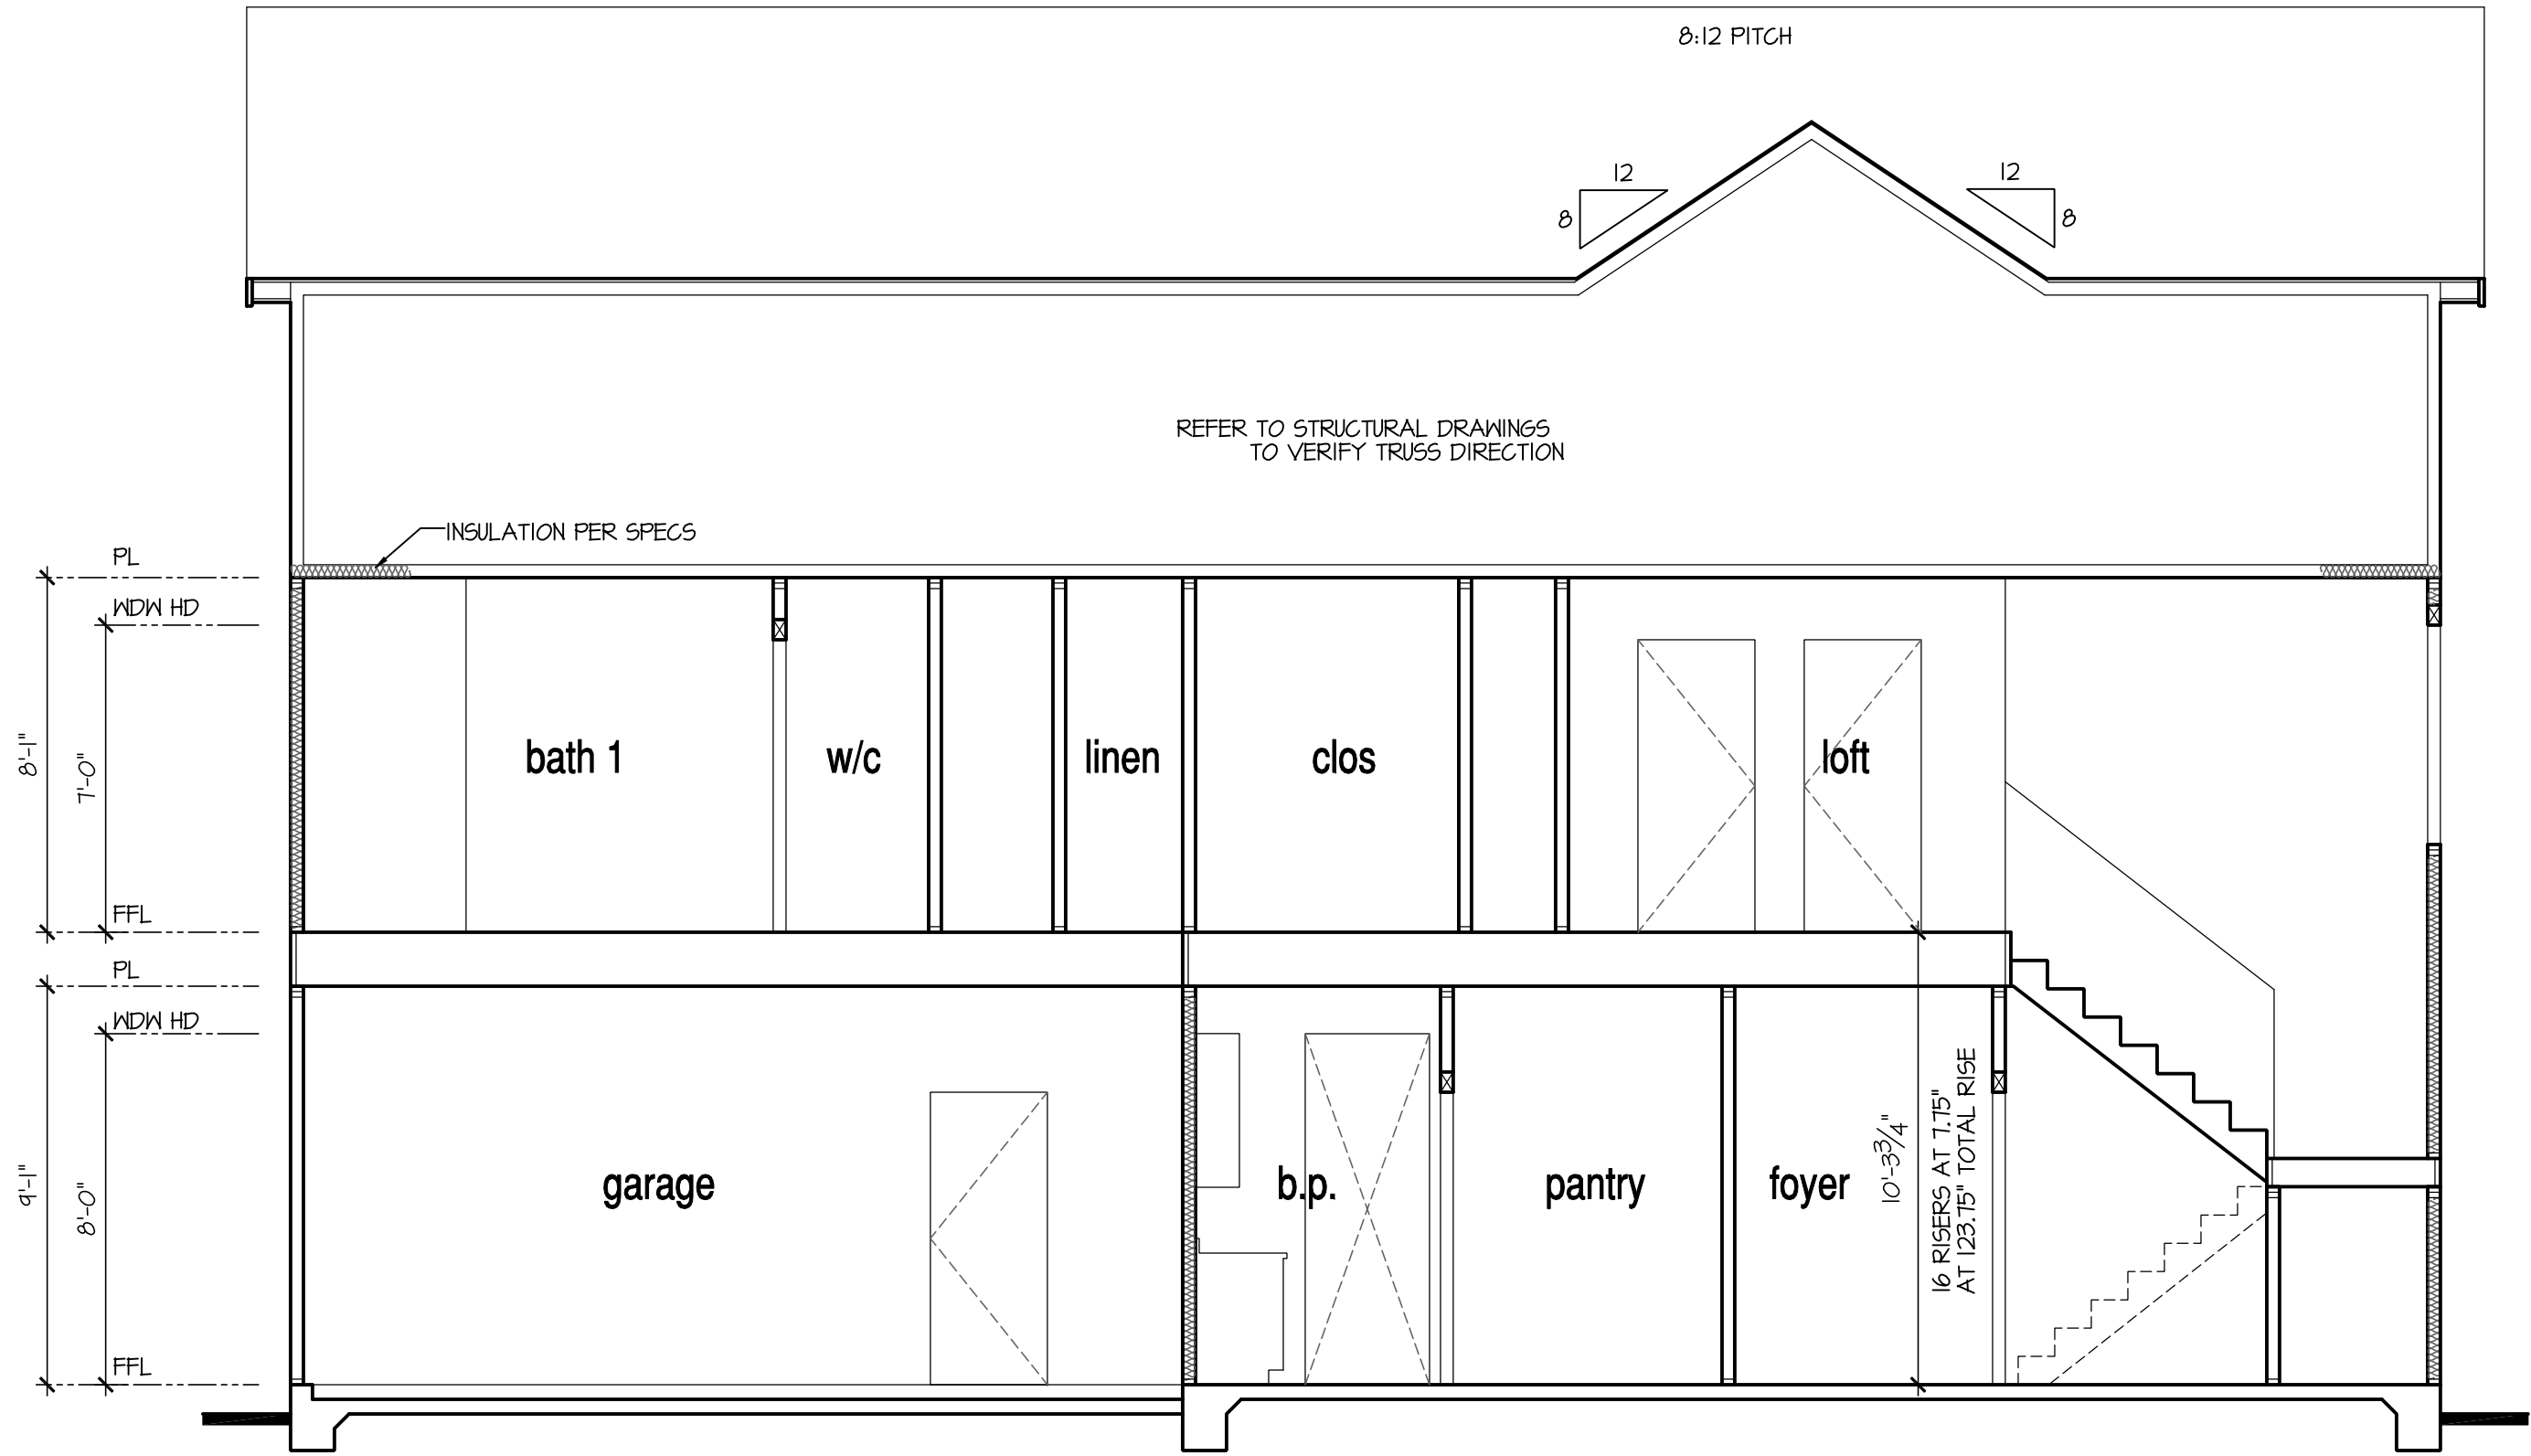 8:12 PITCH
12
8
12
8
REFER TO STRUCTURAL DRAWINGS
TO VERIFY TRUSS DIRECTION
INSULATION PER SPECS
PL
WDW HD
8'-1"
7'-0"
bath 1
w/c
linen
clos
loft
FFL
PL
WDW HD
9'-1"
8'-0"
garage
b.p.
pantry
foyer
10'-3 3/4"
16 RISERS AT 7.75"
AT 123.75" TOTAL RISE
FFL